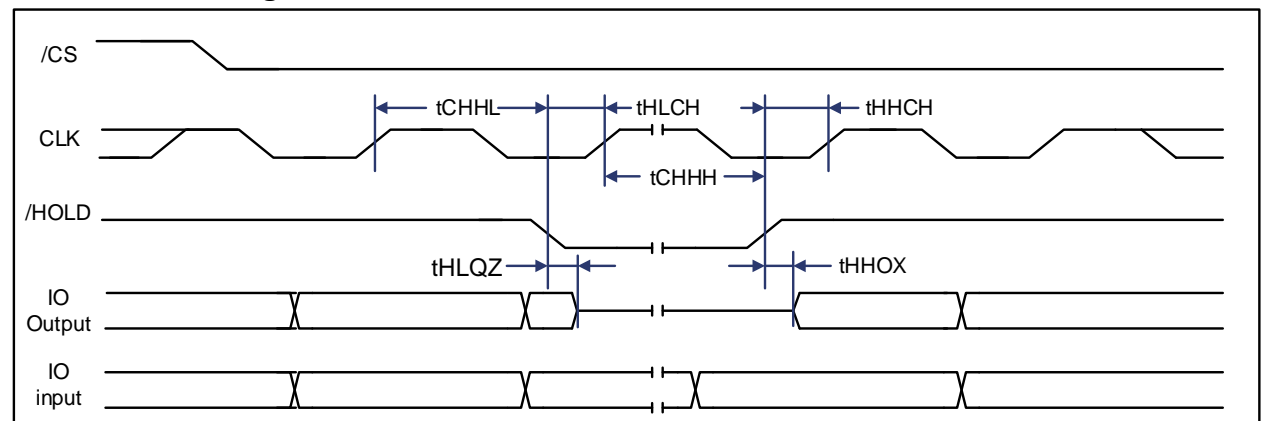 /CS
tCHHL
tHLCH
tHHCH
CLK
tCHHH
/HOLD
tHLQZ
tHHOX
IO
Output
IO
input